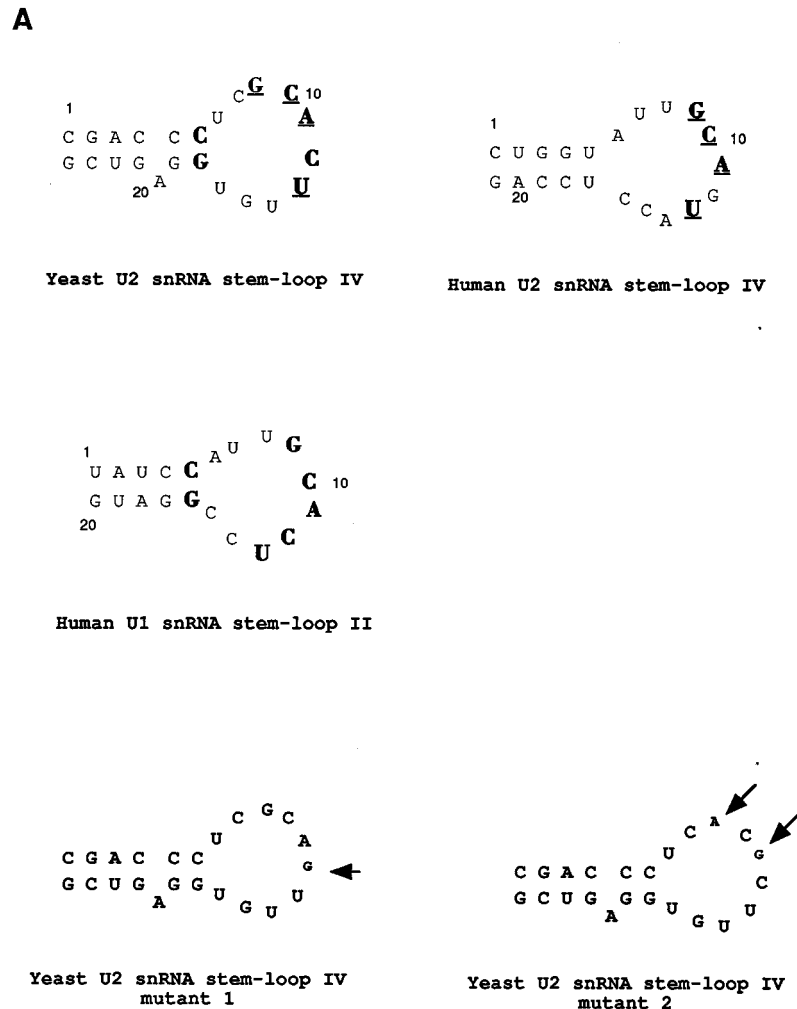 A
1
C G A C C C U C G C 10
A
C
G C U G G G U G U U
20 A
Yeast U2 snRNA stem-loop IV
1
C U G G U A U U G
C 10
A
G A C C U C C A U G
20
Human U2 snRNA stem-loop IV
1
U A U C C A U U G
C 10
A
G U A G G C C U C
20
Human U1 snRNA stem-loop II
C G A C C C U C G C
A
G
G C U G G G U G U U
A
Yeast U2 snRNA stem-loop IV
mutant 1
C G A C C C U C A C
G
C
G C U G G G U G U U
A
Yeast U2 snRNA stem-loop IV
mutant 2